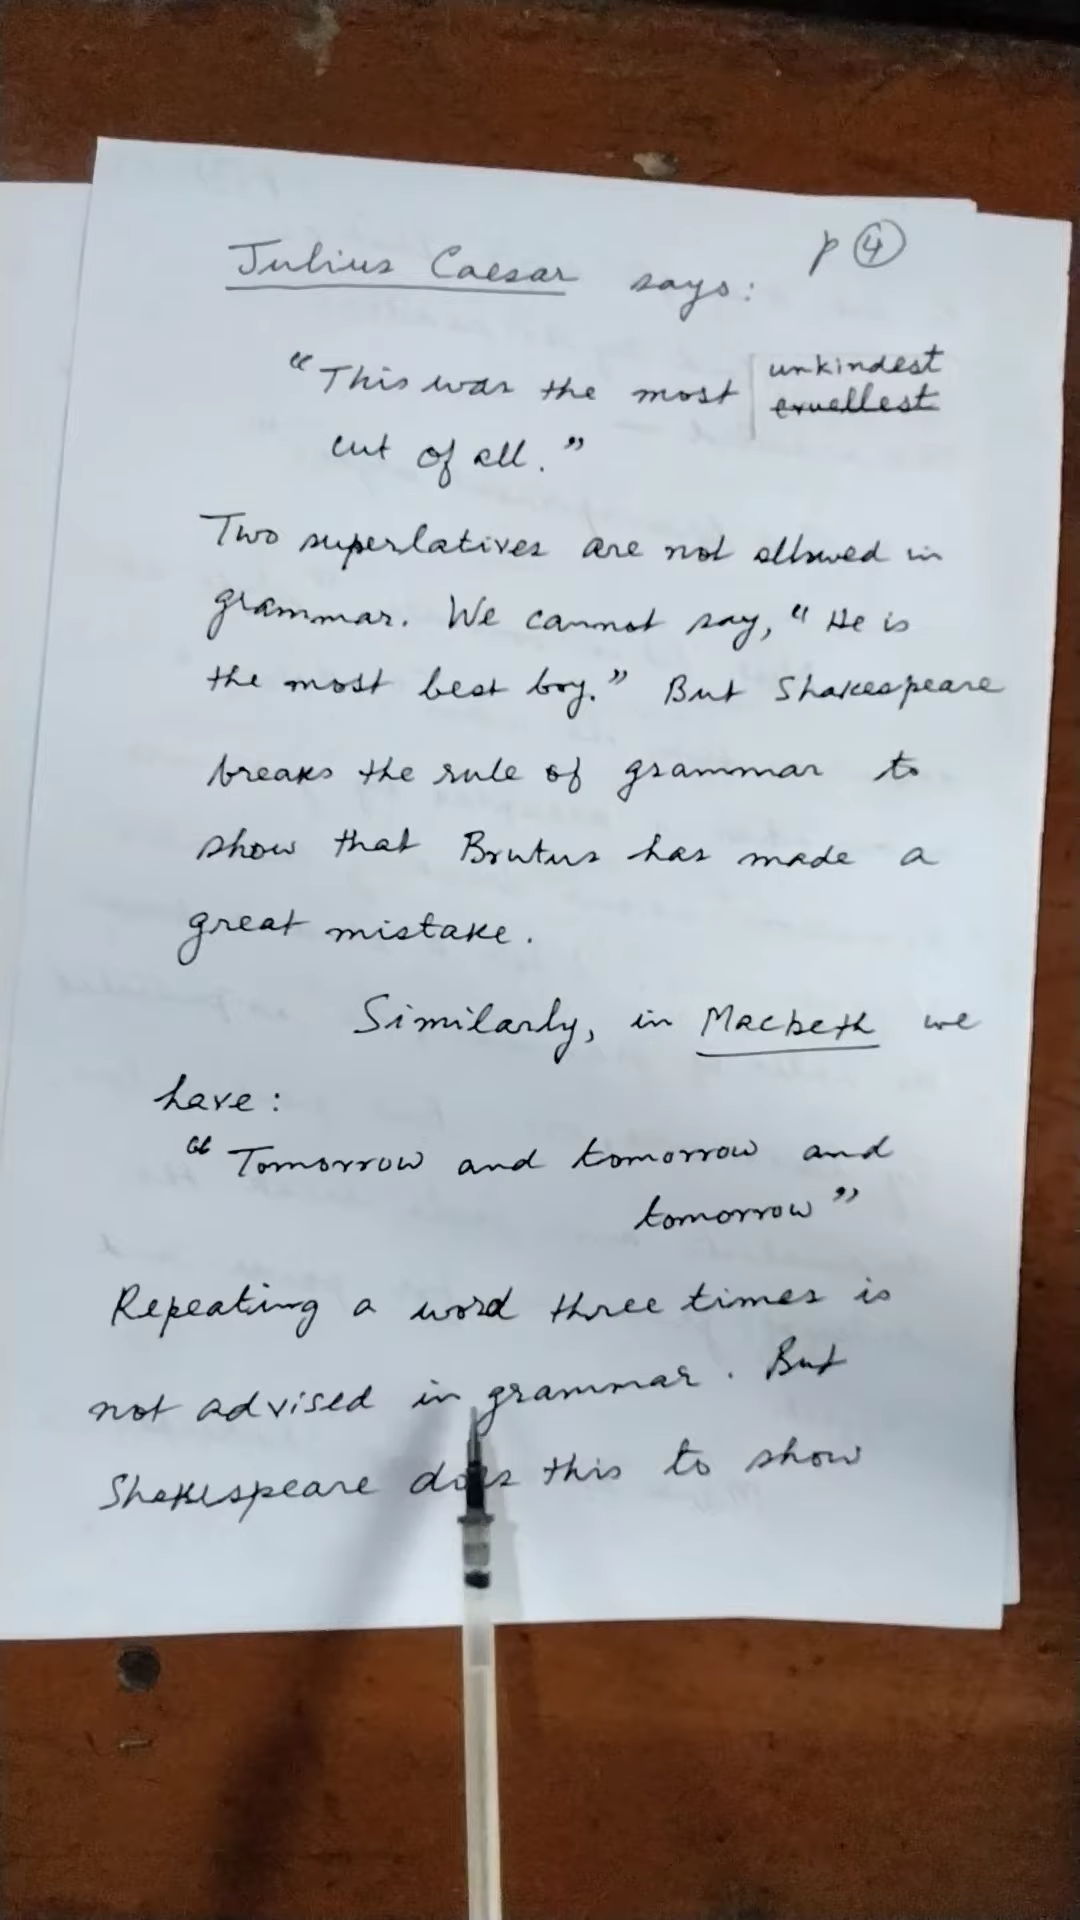 p 4
Julius Caesar says:
"This was the most unkindest
cruellest
cut of all."
Two superlatives are not allowed in
grammar. We cannot say, "He is
the most best boy." But Shakespeare
breaks the rule of grammar to
show that Brutus has made a
great mistake.
Similarly, in Macbeth we
have:
"Tomorrow and tomorrow and
tomorrow"
Repeating a word three times is
not advised in grammar. But
Shakespeare does this to show